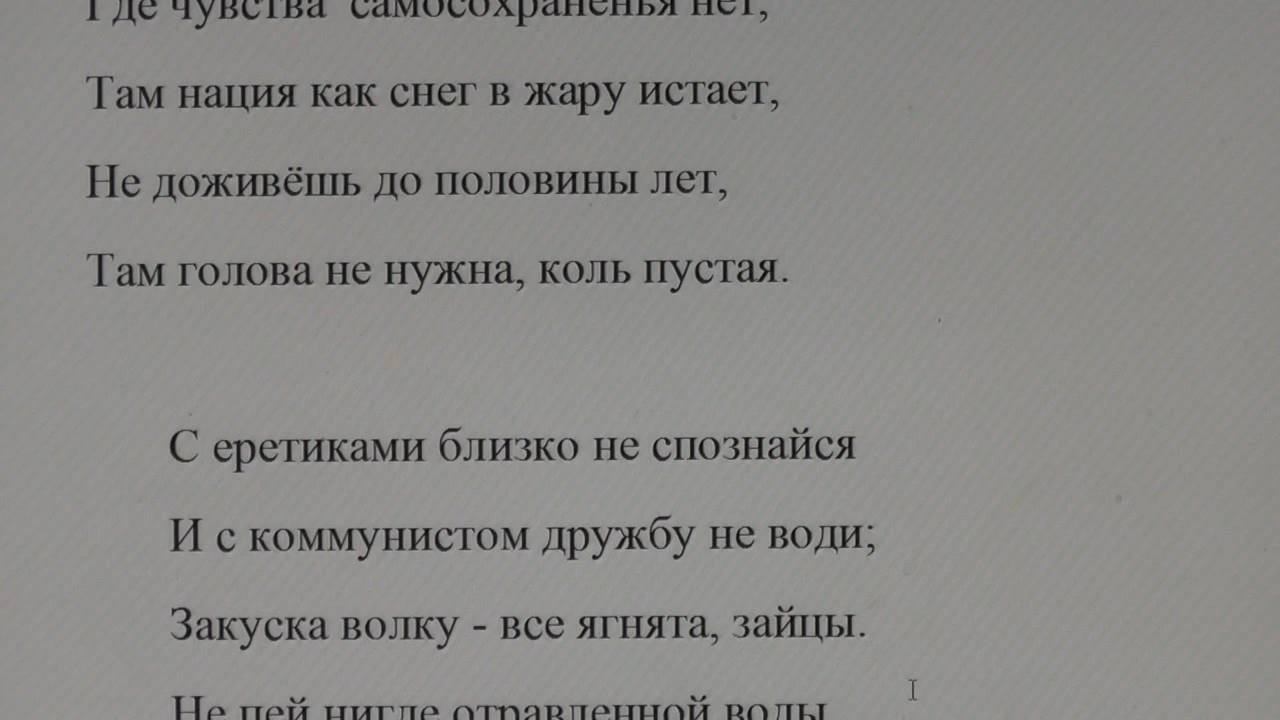 Где чувства самосохраненья нет,
Там нация как снег в жару истает,
Не доживёшь до половины лет,
Там голова не нужна, коль пустая.
С еретиками близко не спознайся
И с коммунистом дружбу не води;
Закуска волку - все ягнята, зайцы.
Не пей нигде отравленной воды